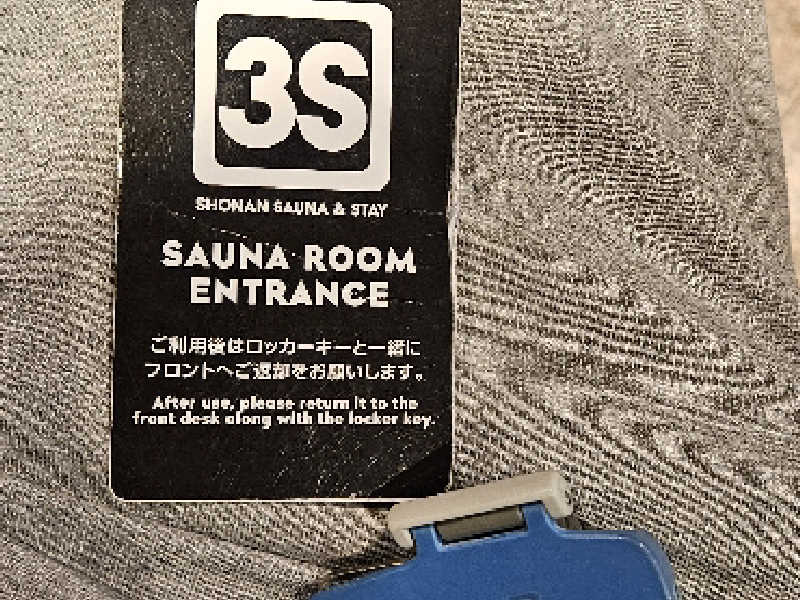 3S
SHONAN SAUNA & STAY
SAUNA ROOM
ENTRANCE
ご利用後はロッカーキーと一緒に
フロントへご返却をお願いします。
After use, please return it to the
front desk along with the locker key.